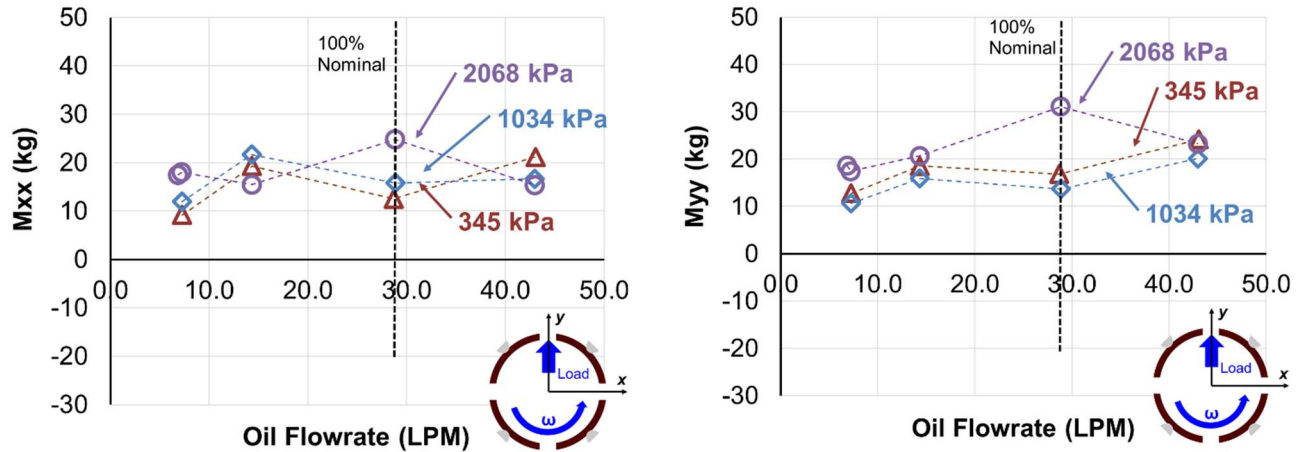 50
40
30
20
10
0
-10
-20
-30
Mxx (kg)
100%
Nominal
2068 kPa
1034 kPa
345 kPa
0.0 10.0 20.0 30.0 40.0 50.0
y
Load
x
ω
Oil Flowrate (LPM)
50
40
30
20
10
0
-10
-20
-30
Myy (kg)
100%
Nominal
2068 kPa
345 kPa
1034 kPa
0.0 10.0 20.0 30.0 40.0 50.0
y
Load
x
ω
Oil Flowrate (LPM)